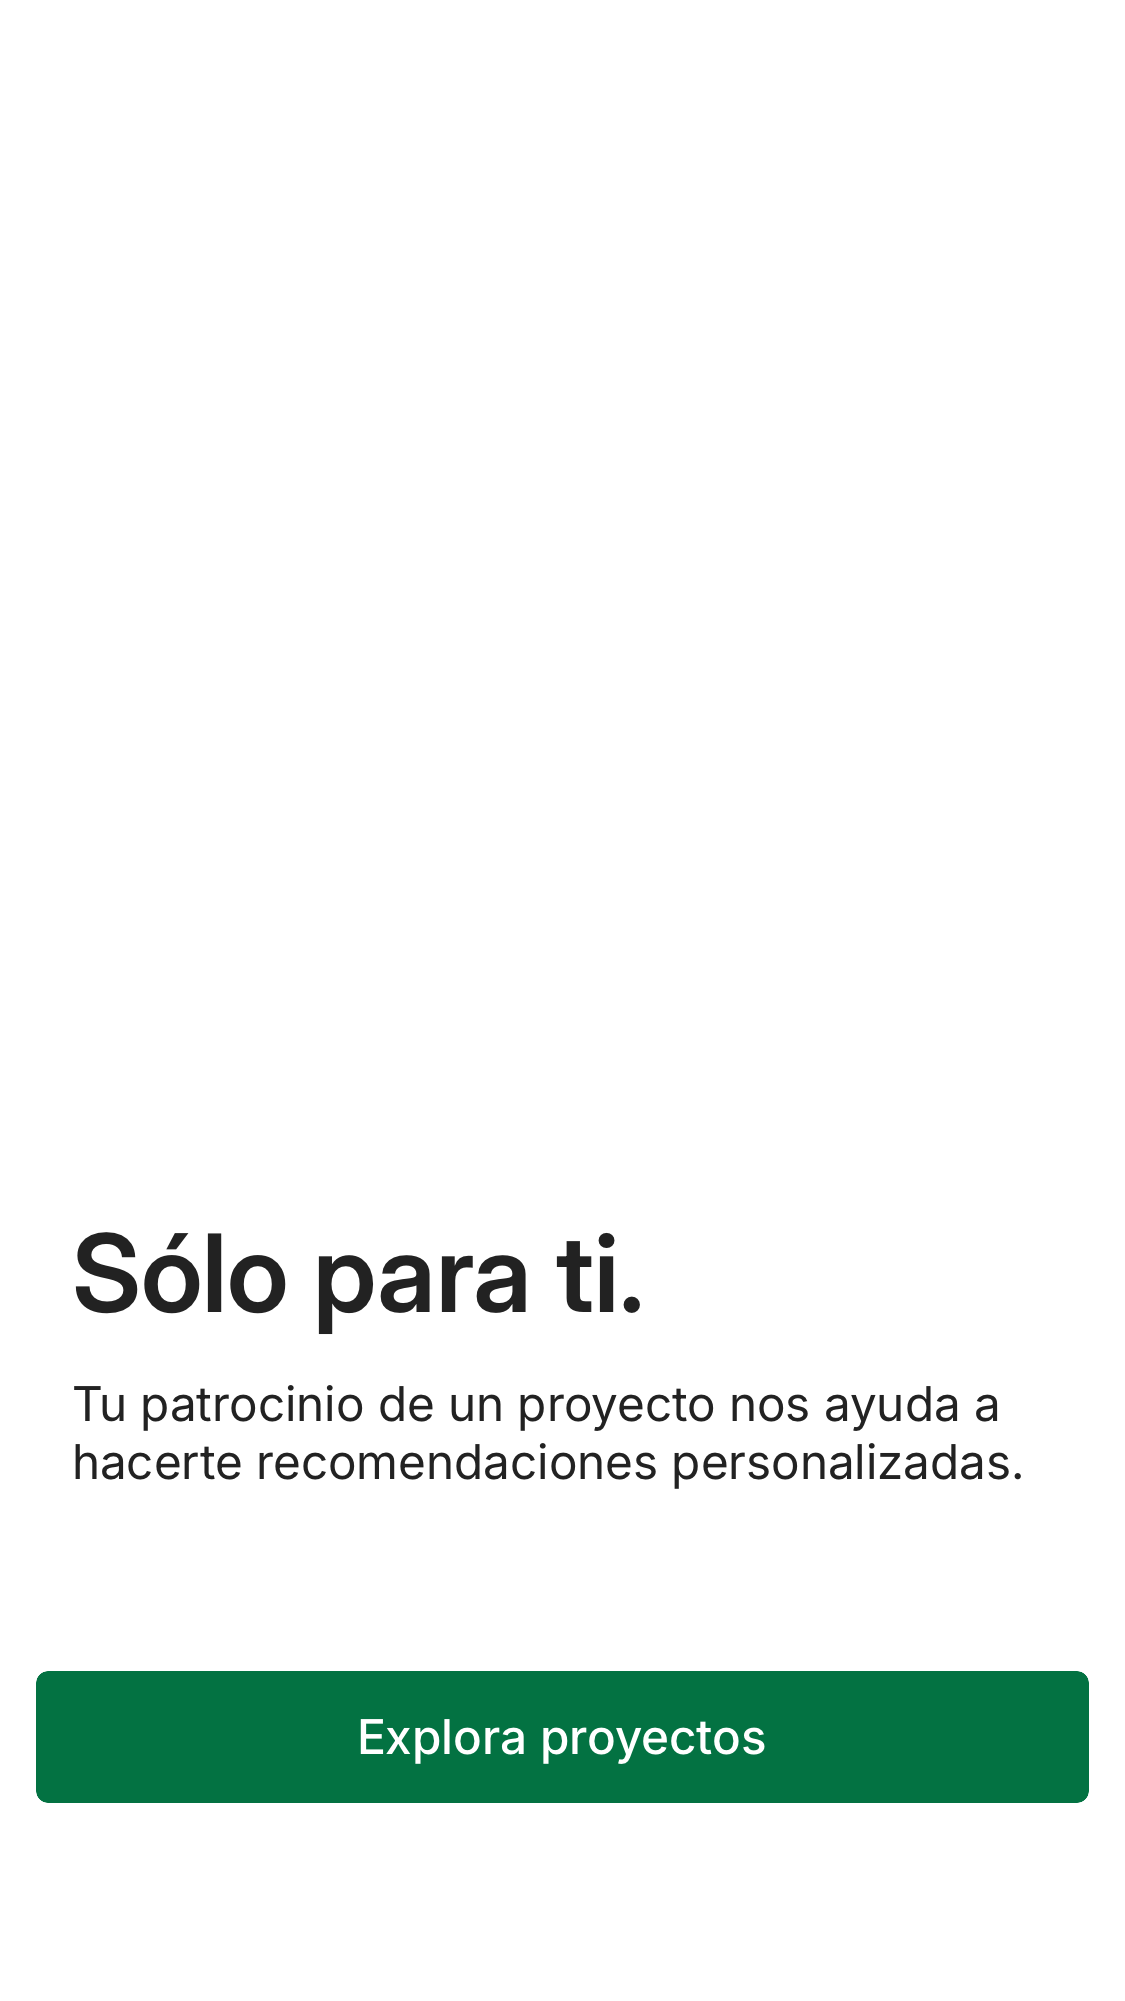 Sólo para ti.
Tu patrocinio de un proyecto nos ayuda a
hacerte recomendaciones personalizadas.
Explora proyectos